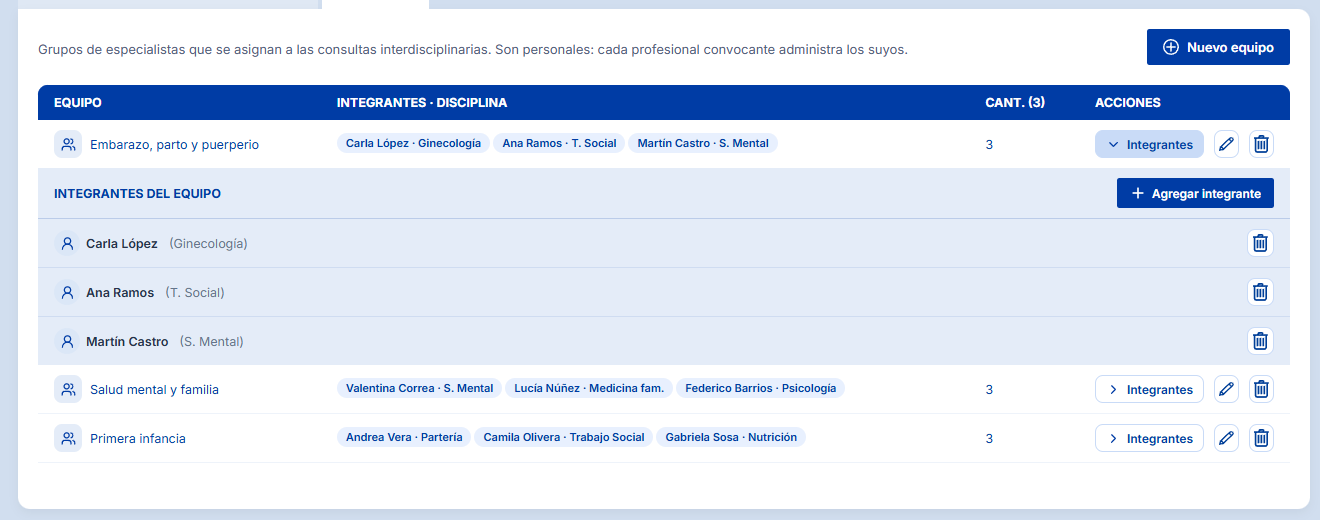 Grupos de especialistas que se asignan a las consultas interdisciplinarias. Son personales: cada profesional convocante administra los suyos.
Nuevo equipo
EQUIPO INTEGRANTES · DISCIPLINA CANT. (3) ACCIONES
Embarazo, parto y puerperio Carla López · Ginecología Ana Ramos · T. Social Martín Castro · S. Mental 3 Integrantes
INTEGRANTES DEL EQUIPO Agregar integrante
Carla López (Ginecología)
Ana Ramos (T. Social)
Martín Castro (S. Mental)
Salud mental y familia Valentina Correa · S. Mental Lucía Núñez · Medicina fam. Federico Barrios · Psicología 3 Integrantes
Primera infancia Andrea Vera · Partería Camila Olivera · Trabajo Social Gabriela Sosa · Nutrición 3 Integrantes